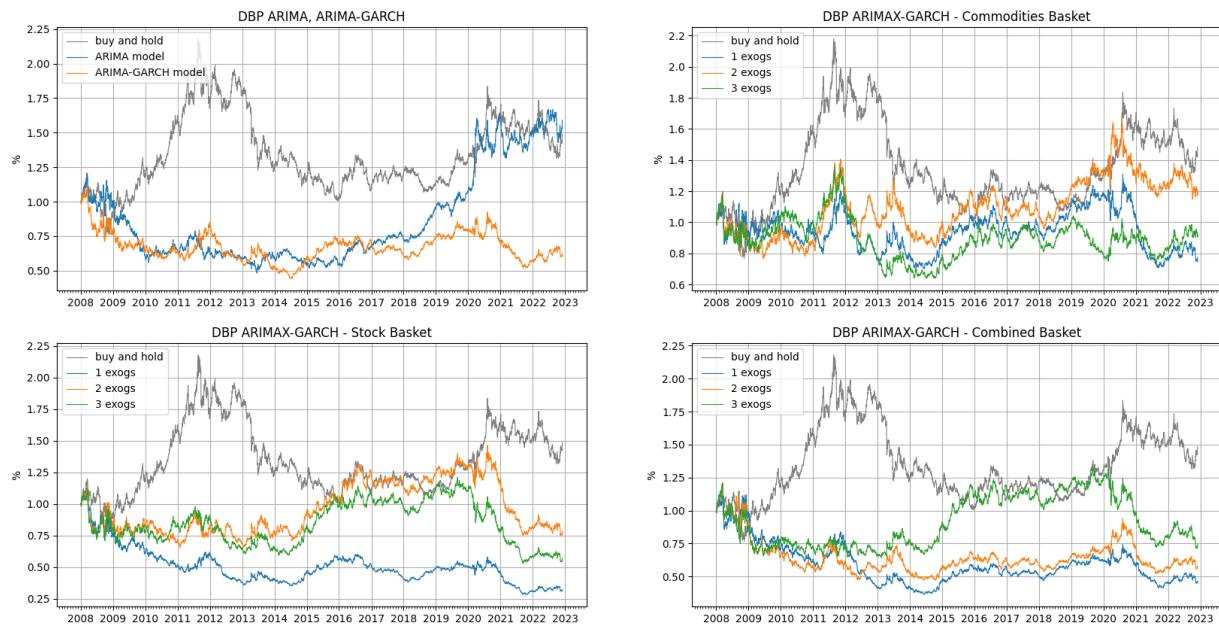 DBP ARIMA, ARIMA-GARCH
2.25
2.00
1.75
1.50
1.25
1.00
0.75
0.50
%
buy and hold
ARIMA model
ARIMA-GARCH model
2008 2009 2010 2011 2012 2013 2014 2015 2016 2017 2018 2019 2020 2021 2022 2023
DBP ARIMAX-GARCH - Commodities Basket
2.2
2.0
1.8
1.6
1.4
1.2
1.0
0.8
0.6
%
buy and hold
1 exogs
2 exogs
3 exogs
2008 2009 2010 2011 2012 2013 2014 2015 2016 2017 2018 2019 2020 2021 2022 2023
DBP ARIMAX-GARCH - Stock Basket
2.25
2.00
1.75
1.50
1.25
1.00
0.75
0.50
0.25
%
buy and hold
1 exogs
2 exogs
3 exogs
2008 2009 2010 2011 2012 2013 2014 2015 2016 2017 2018 2019 2020 2021 2022 2023
DBP ARIMAX-GARCH - Combined Basket
2.25
2.00
1.75
1.50
1.25
1.00
0.75
0.50
%
buy and hold
1 exogs
2 exogs
3 exogs
2008 2009 2010 2011 2012 2013 2014 2015 2016 2017 2018 2019 2020 2021 2022 2023